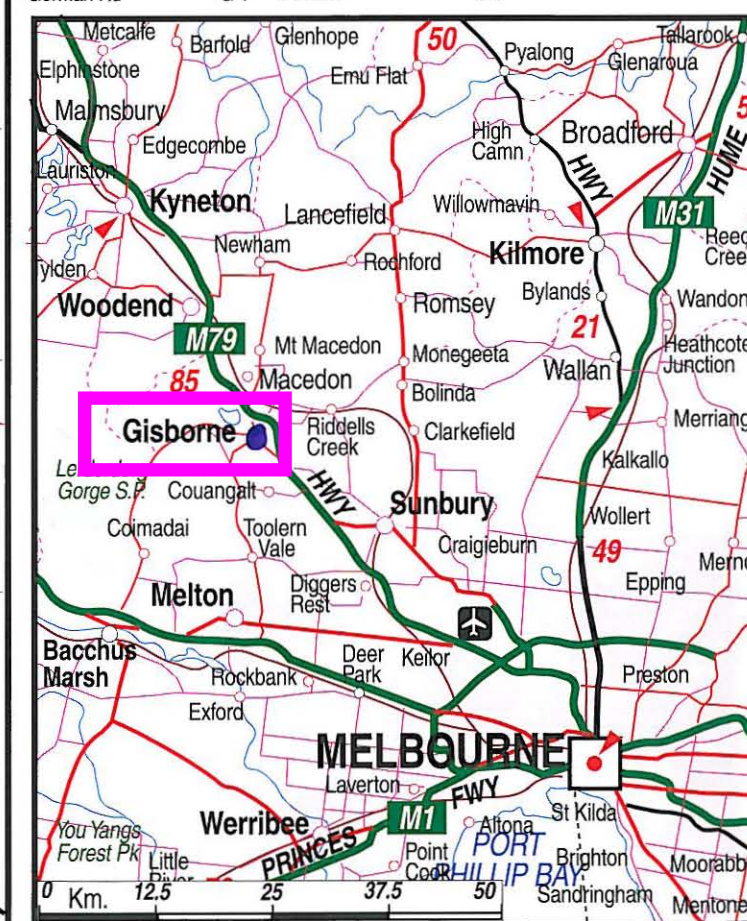 Metcalfe
Barfold
Glenhope
50
Pyalong
Tallarook
Glenaroua
Elphinstone
Emu Flat
Malmsbury
Edgecombe
High
Camn
Broadford
HUME
HWY
Lauriston
Kyneton
Lancefield
Willowmavin
M31
Newham
Rochford
Kilmore
Bylands
Wandon
Woodend
Romsey
21
M79
Mt Macedon
Monegeeta
Wallan
Heathcote
Junction
85
Macedon
Bolinda
Gisborne
Riddells
Creek
Clarkefield
Merriang
Kalkallo
Gorge S.P.
Couangalt
HWY
Sunbury
Wollert
Coimadai
Toolern
Vale
Craigieburn
49
Epping
Diggers
Rest
Melton
Bacchus
Marsh
Rockbank
Deer
Park
Keilor
Preston
Exford
MELBOURNE
Laverton
FWY
M1
St Kilda
Werribee
PRINCES
Altona
You Yangs
Forest Pk
Little
Point
Cook
PORT
PHILLIP BAY
Brighton
Sandringham
Moorabb
Mentone
0 Km. 12.5 25 37.5 50